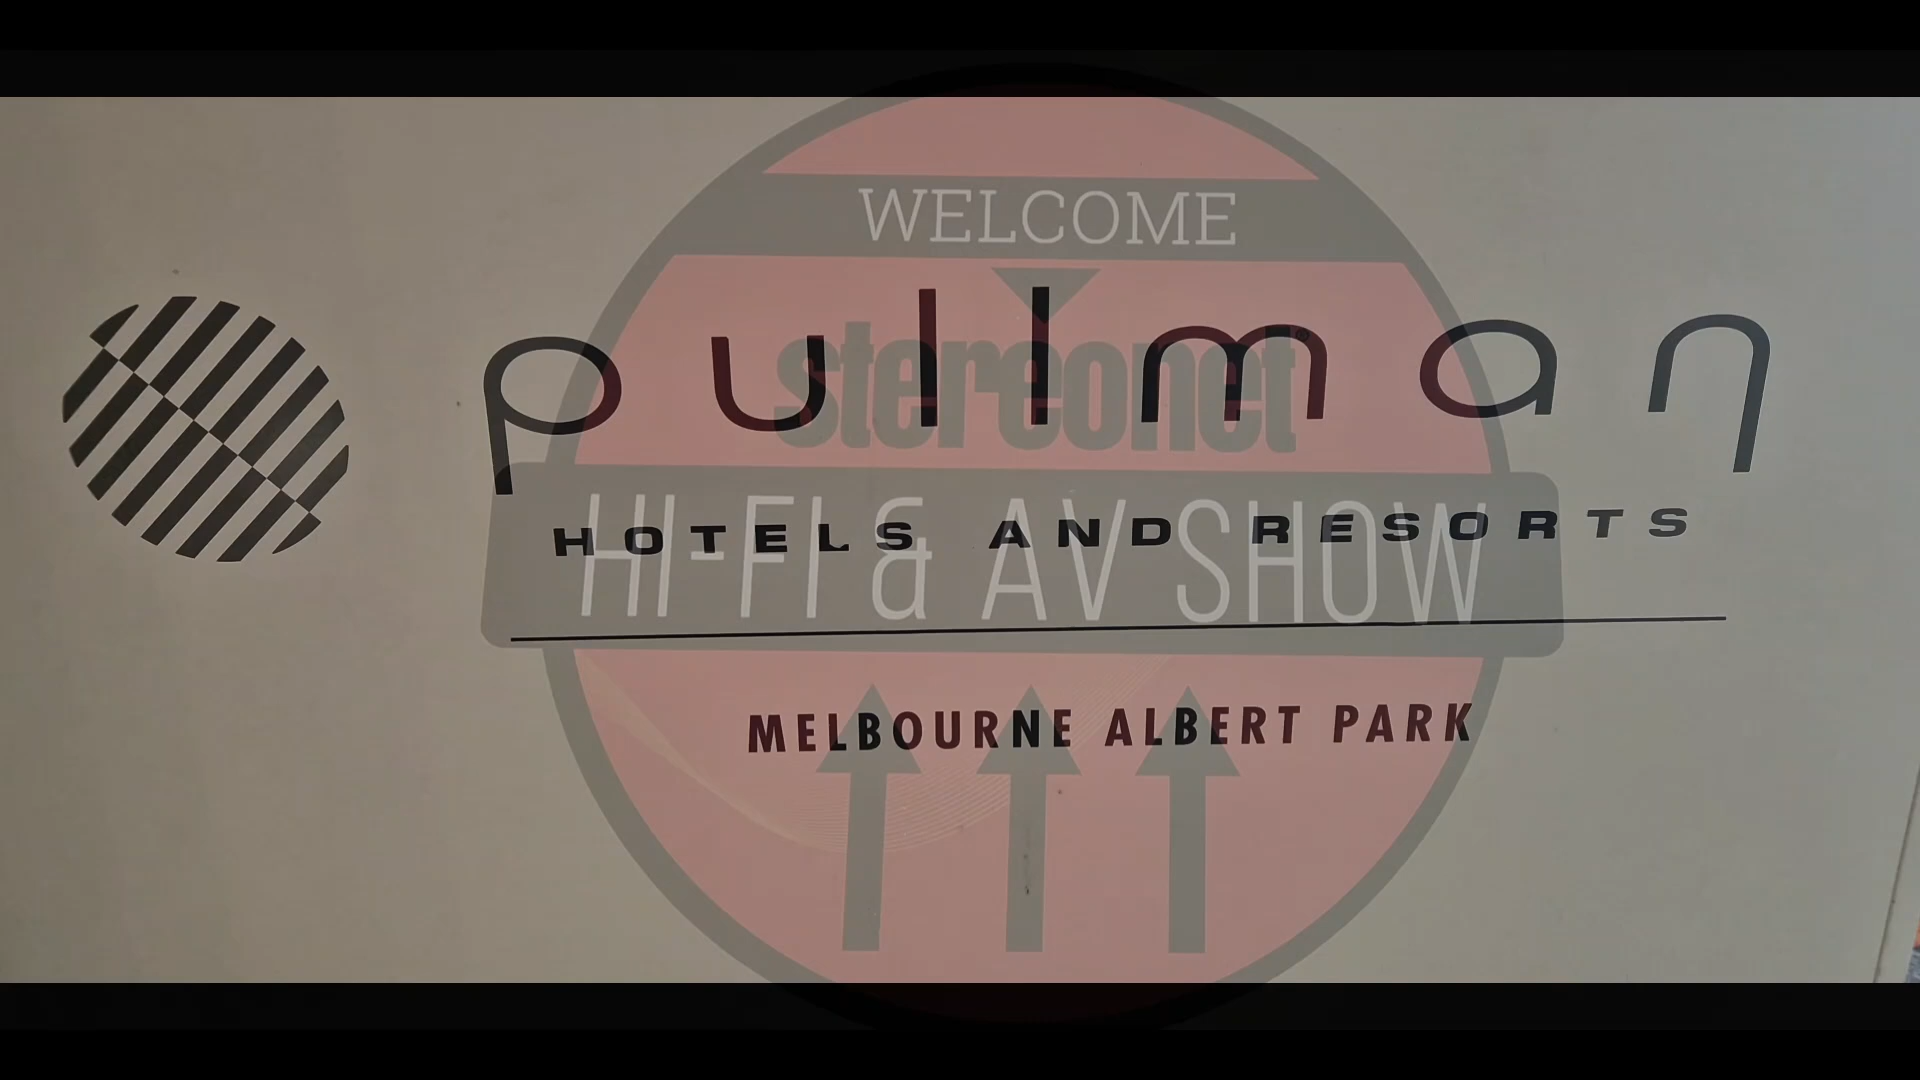 WELCOME
pullman
stereonet
HOTELS AND RESORTS
HI-FI & AV SHOW
MELBOURNE ALBERT PARK